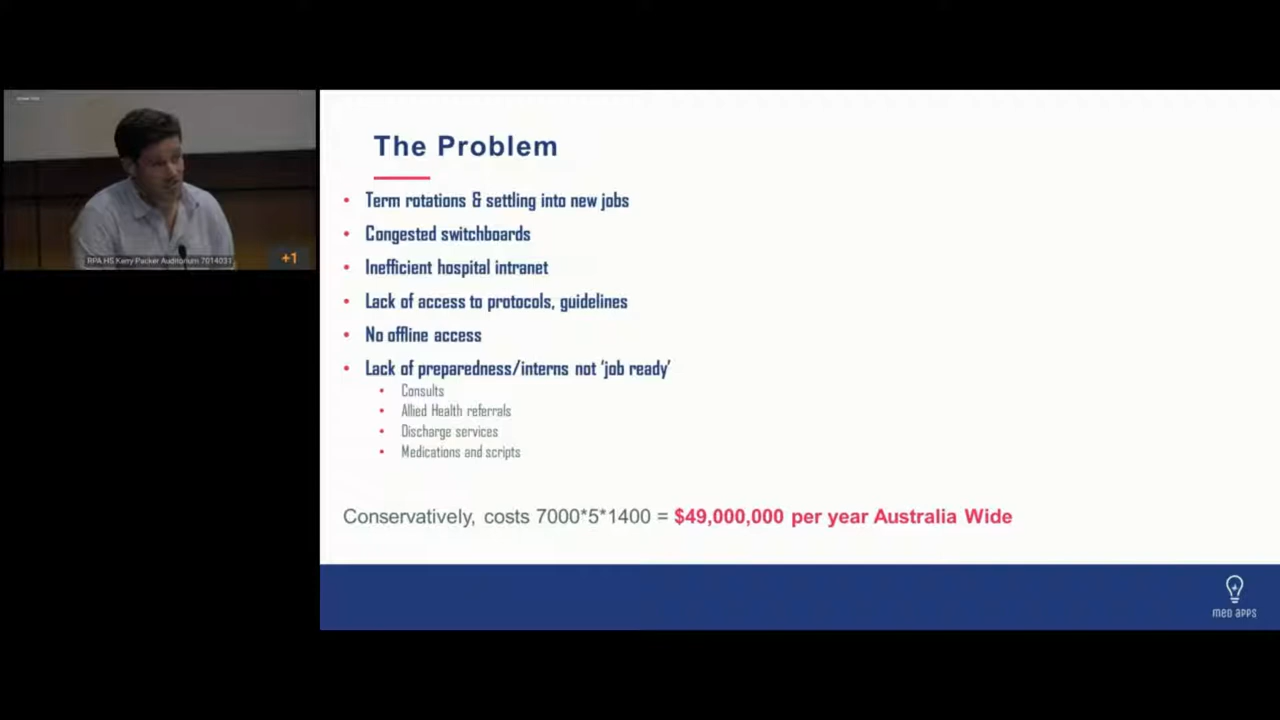 RPA HS Kerry Packer Auditorium 7014031
+1
The Problem
• Term rotations & settling into new jobs
• Congested switchboards
• Inefficient hospital intranet
• Lack of access to protocols, guidelines
• No offline access
• Lack of preparedness/interns not ‘job ready’
• Consults
• Allied Health referrals
• Discharge services
• Medications and scripts
Conservatively, costs 7000*5*1400 = $49,000,000 per year Australia Wide
med apps